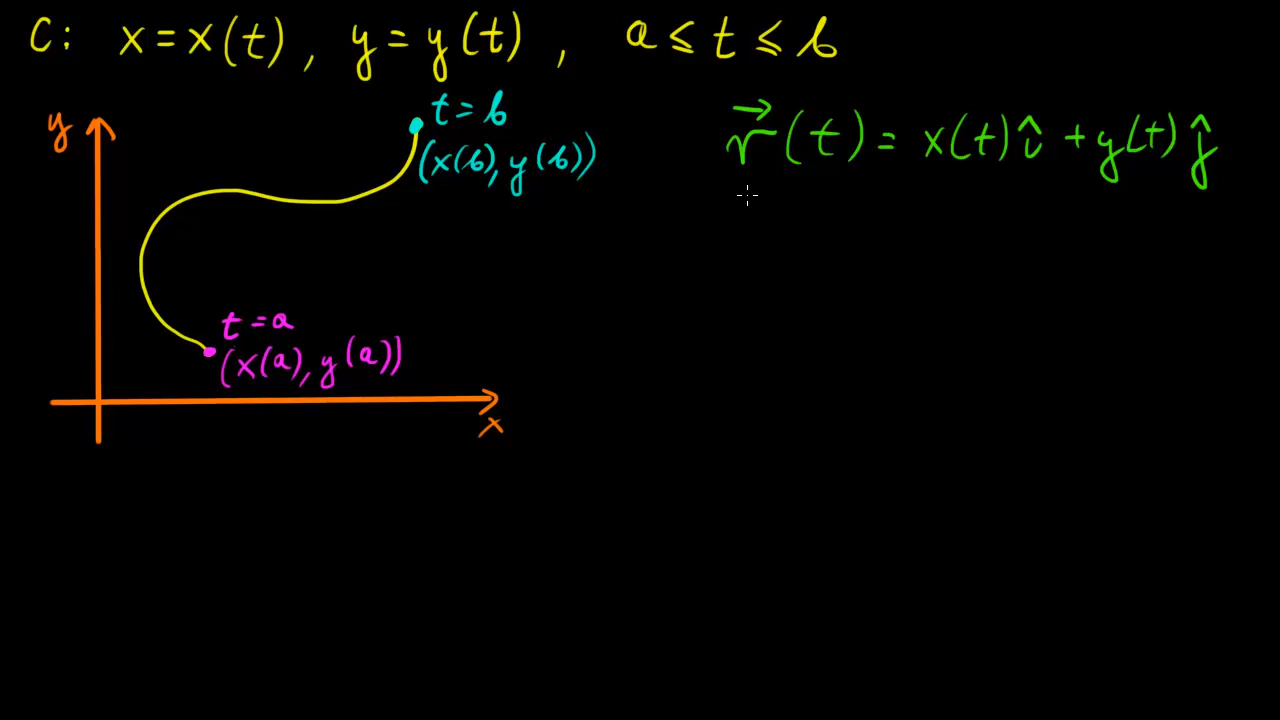 C: x = x(t), y = y(t), a ≤ t ≤ b
y
t = b
(x(b), y(b))
r⃗(t) = x(t)î + y(t)ĵ
t = a
(x(a), y(a))
x